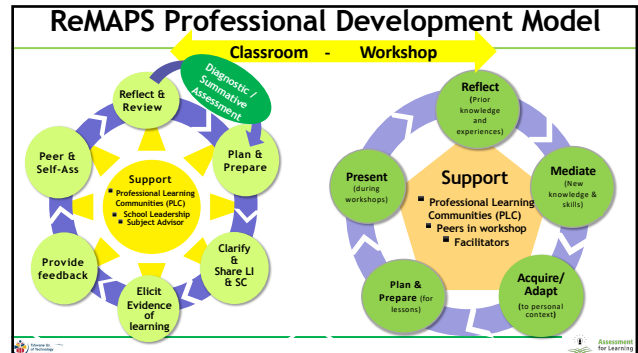 ReMAPS Professional Development Model
Classroom - Workshop
Diagnostic /
Summative
Assessment
Reflect &
Review
Plan &
Prepare
Clarify
&
Share LI
& SC
Elicit
Evidence
of
learning
Provide
feedback
Peer &
Self-Ass
Support
▪ Professional Learning
Communities (PLC)
▪ School Leadership
▪ Subject Advisor
Reflect
(Prior
knowledge
and
experiences)
Mediate
(New
knowledge &
skills)
Acquire/
Adapt
(to personal
context)
Plan &
Prepare (for
lessons)
Present
(during
workshops)
Support
▪ Professional Learning
Communities (PLC)
▪ Peers in workshop
▪ Facilitators
of Technology
Assessment
for Learning